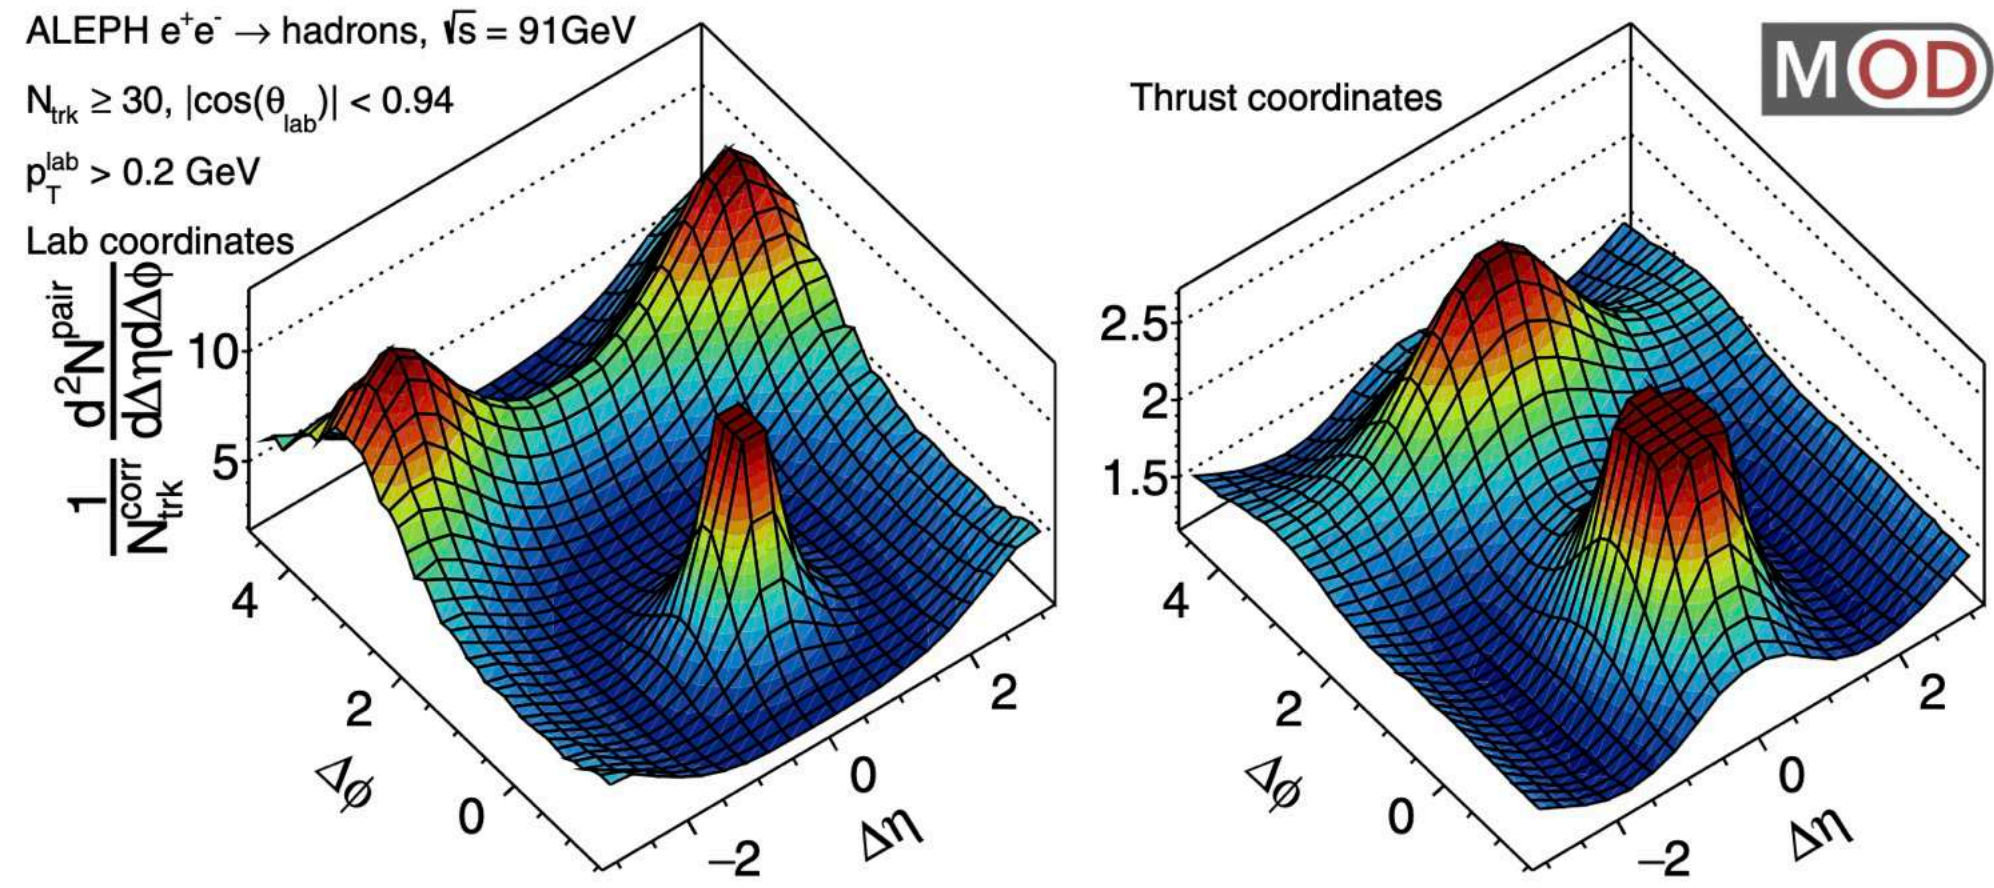 ALEPH e⁺e⁻ → hadrons, √s = 91GeV
N_trk ≥ 30, |cos(θ_lab)| < 0.94
p_T^lab > 0.2 GeV
Lab coordinates
1/N_trk^corr d²N^pair/dΔηdΔϕ
10
5
4
2
0
Δϕ
−2
0
2
Δη
Thrust coordinates
MOD
2.5
2
1.5
4
2
0
Δϕ
−2
0
2
Δη